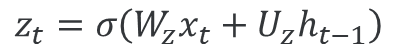 z_t = σ(W_z x_t + U_z h_{t−1})